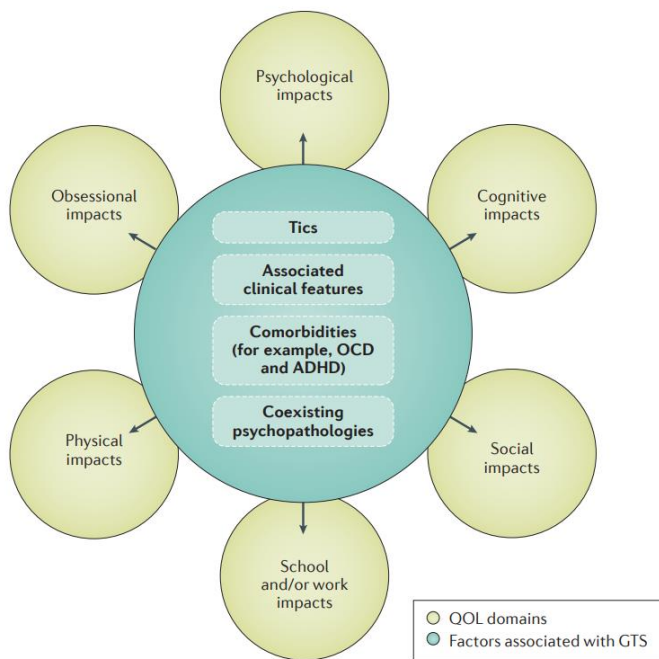 Psychological
impacts
Obsessional
impacts
Cognitive
impacts
Tics
Associated
clinical features
Comorbidities
(for example, OCD
and ADHD)
Coexisting
psychopathologies
Physical
impacts
Social
impacts
School
and/or work
impacts
QOL domains
Factors associated with GTS